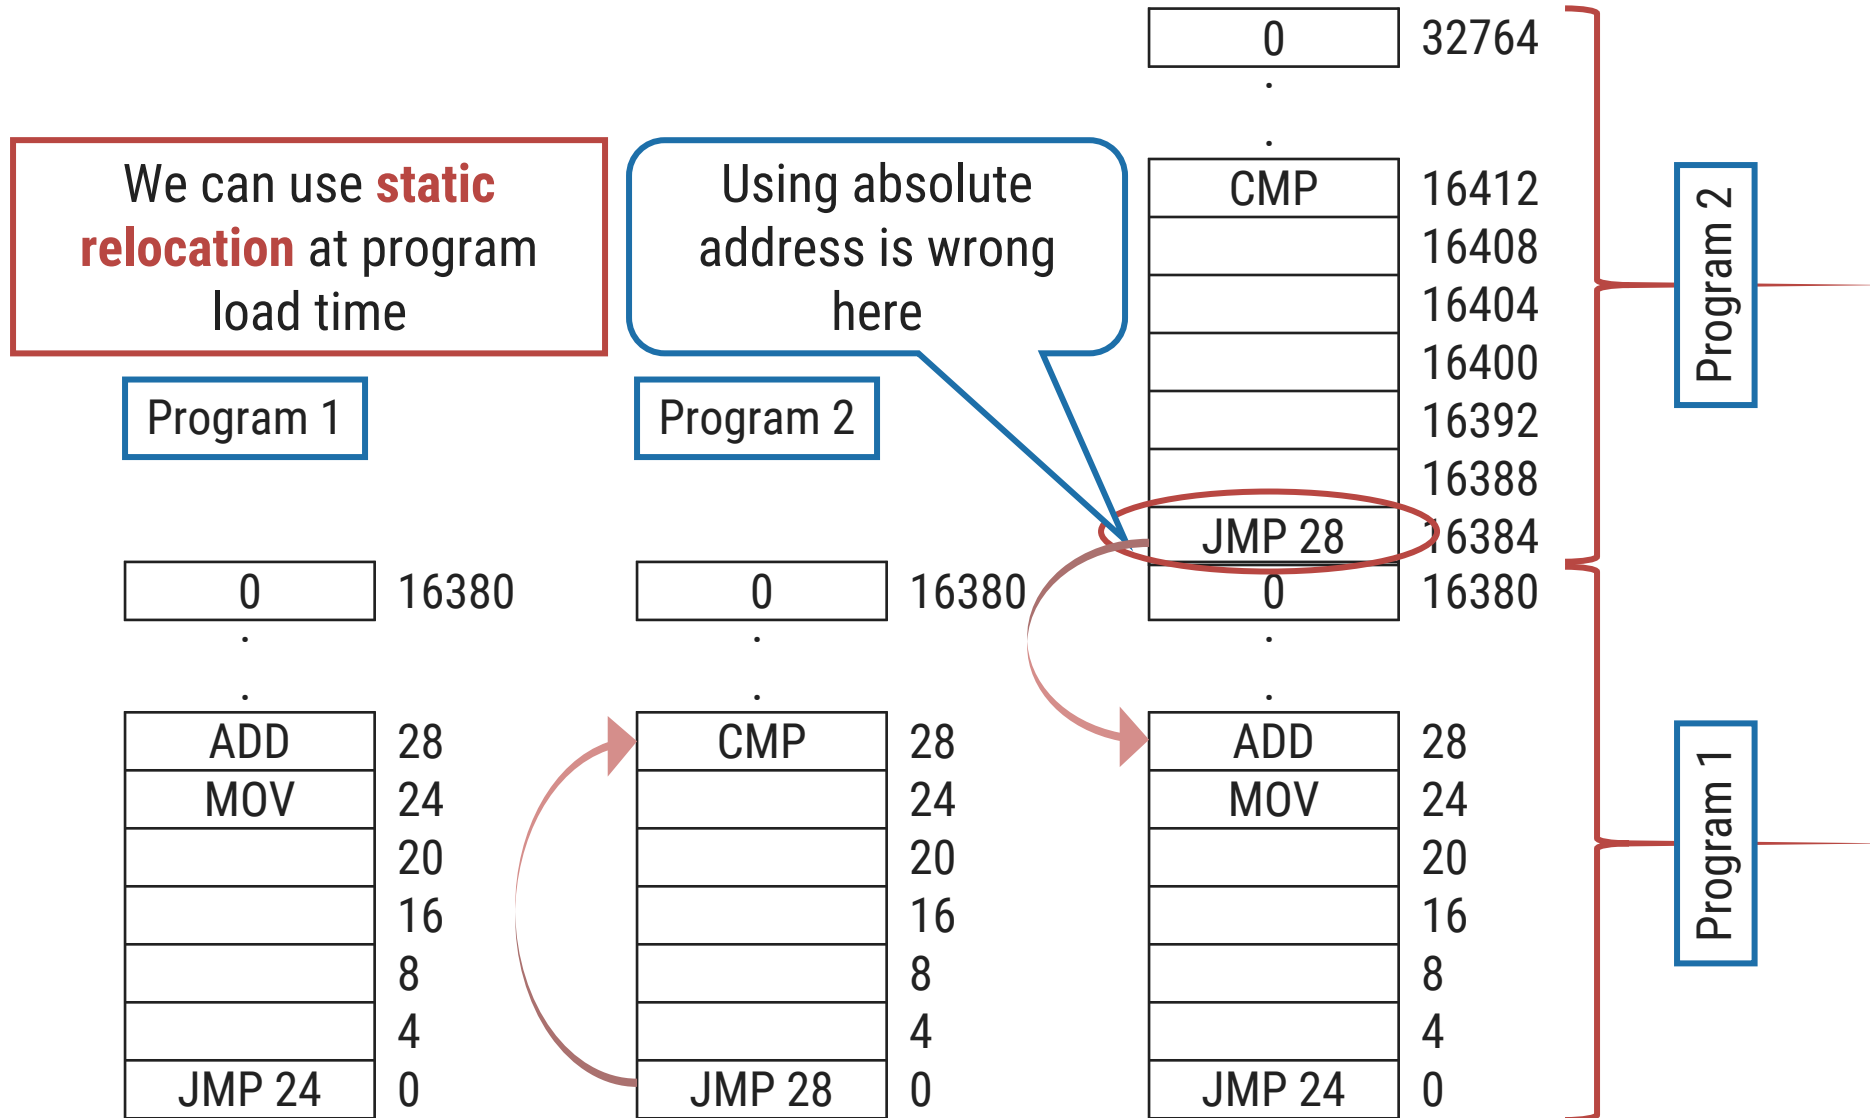 We can use static
relocation at program
load time
Using absolute
address is wrong
here
Program 1
0 16380
.
.
ADD 28
MOV 24
20
16
8
4
JMP 24 0
Program 2
0 16380
.
.
CMP 28
24
20
16
8
4
JMP 28 0
0 32764
.
.
CMP 16412
16408
16404
16400
16392
16388
JMP 28 16384
0 16380
.
.
ADD 28
MOV 24
20
16
8
4
JMP 24 0
Program 2
Program 1